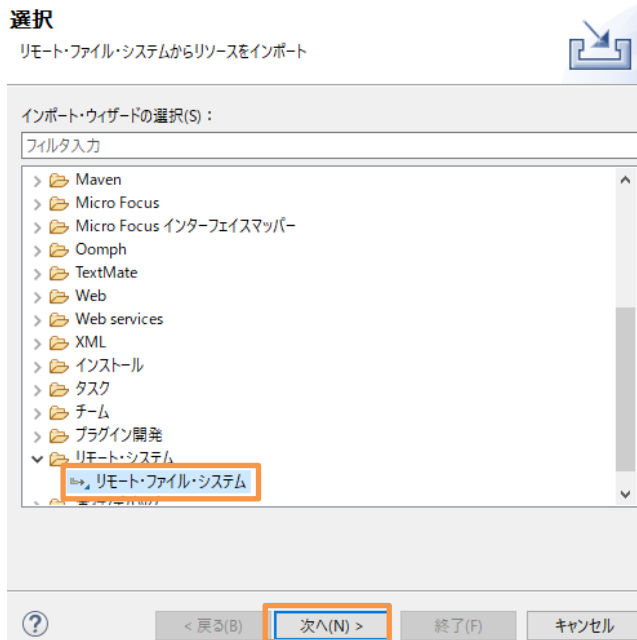 選択
リモート・ファイル・システムからリソースをインポート
インポート・ウィザードの選択(S)：
フィルタ入力
Maven
Micro Focus
Micro Focus インターフェイスマッパー
Oomph
TextMate
Web
Web services
XML
インストール
タスク
チーム
プラグイン開発
リモート・システム
リモート・ファイル・システム
< 戻る(B)
次へ(N) >
終了(F)
キャンセル